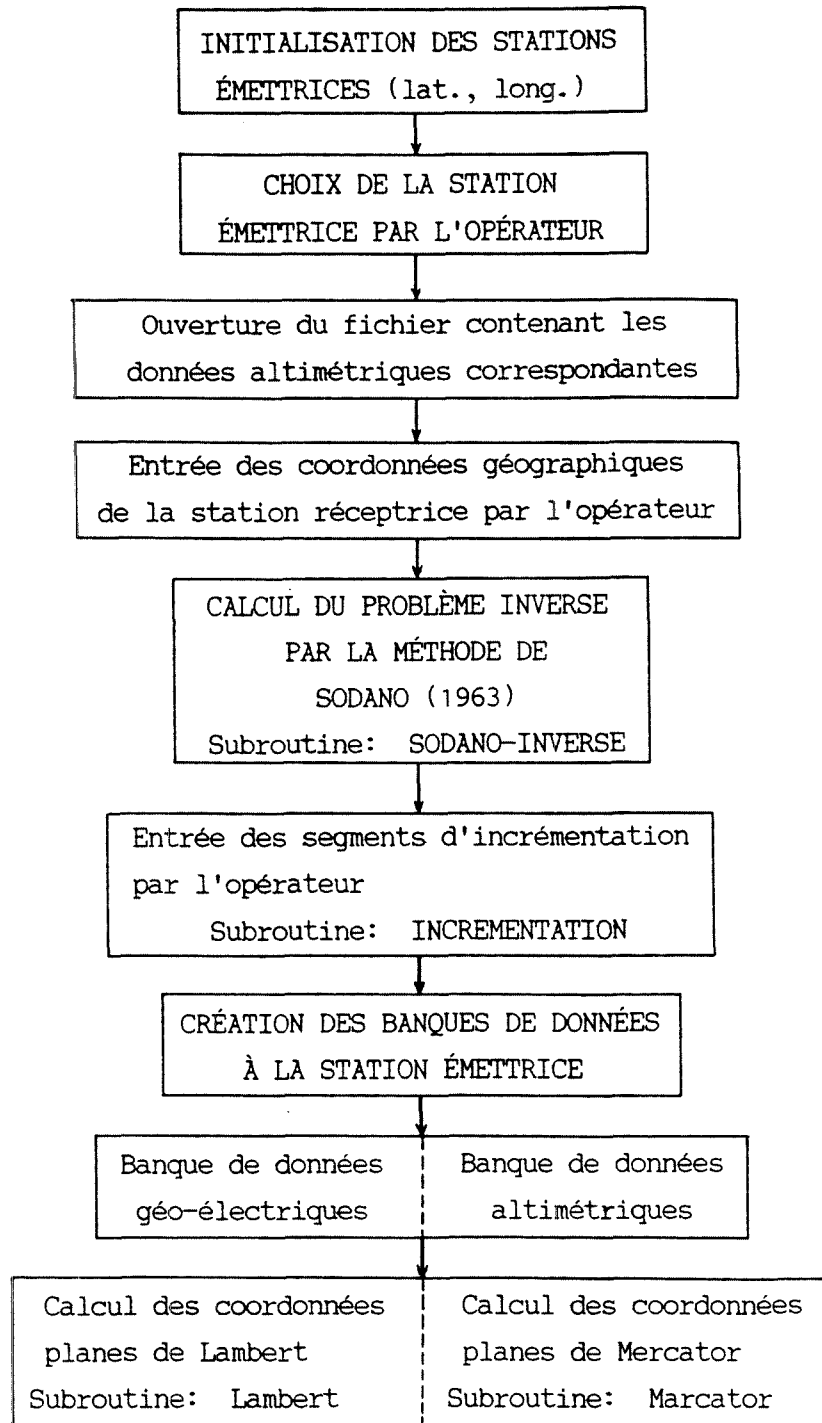 INITIALISATION DES STATIONS
ÉMETTRICES (lat., long.)
CHOIX DE LA STATION
ÉMETTRICE PAR L'OPÉRATEUR
Ouverture du fichier contenant les
données altimétriques correspondantes
Entrée des coordonnées géographiques
de la station réceptrice par l'opérateur
CALCUL DU PROBLÈME INVERSE
PAR LA MÉTHODE DE
SODANO (1963)
Subroutine: SODANO-INVERSE
Entrée des segments d'incrémentation
par l'opérateur
Subroutine: INCREMENTATION
CRÉATION DES BANQUES DE DONNÉES
À LA STATION ÉMETTRICE
Banque de données
géo-électriques
Banque de données
altimétriques
Calcul des coordonnées
planes de Lambert
Subroutine: Lambert
Calcul des coordonnées
planes de Mercator
Subroutine: Marcator